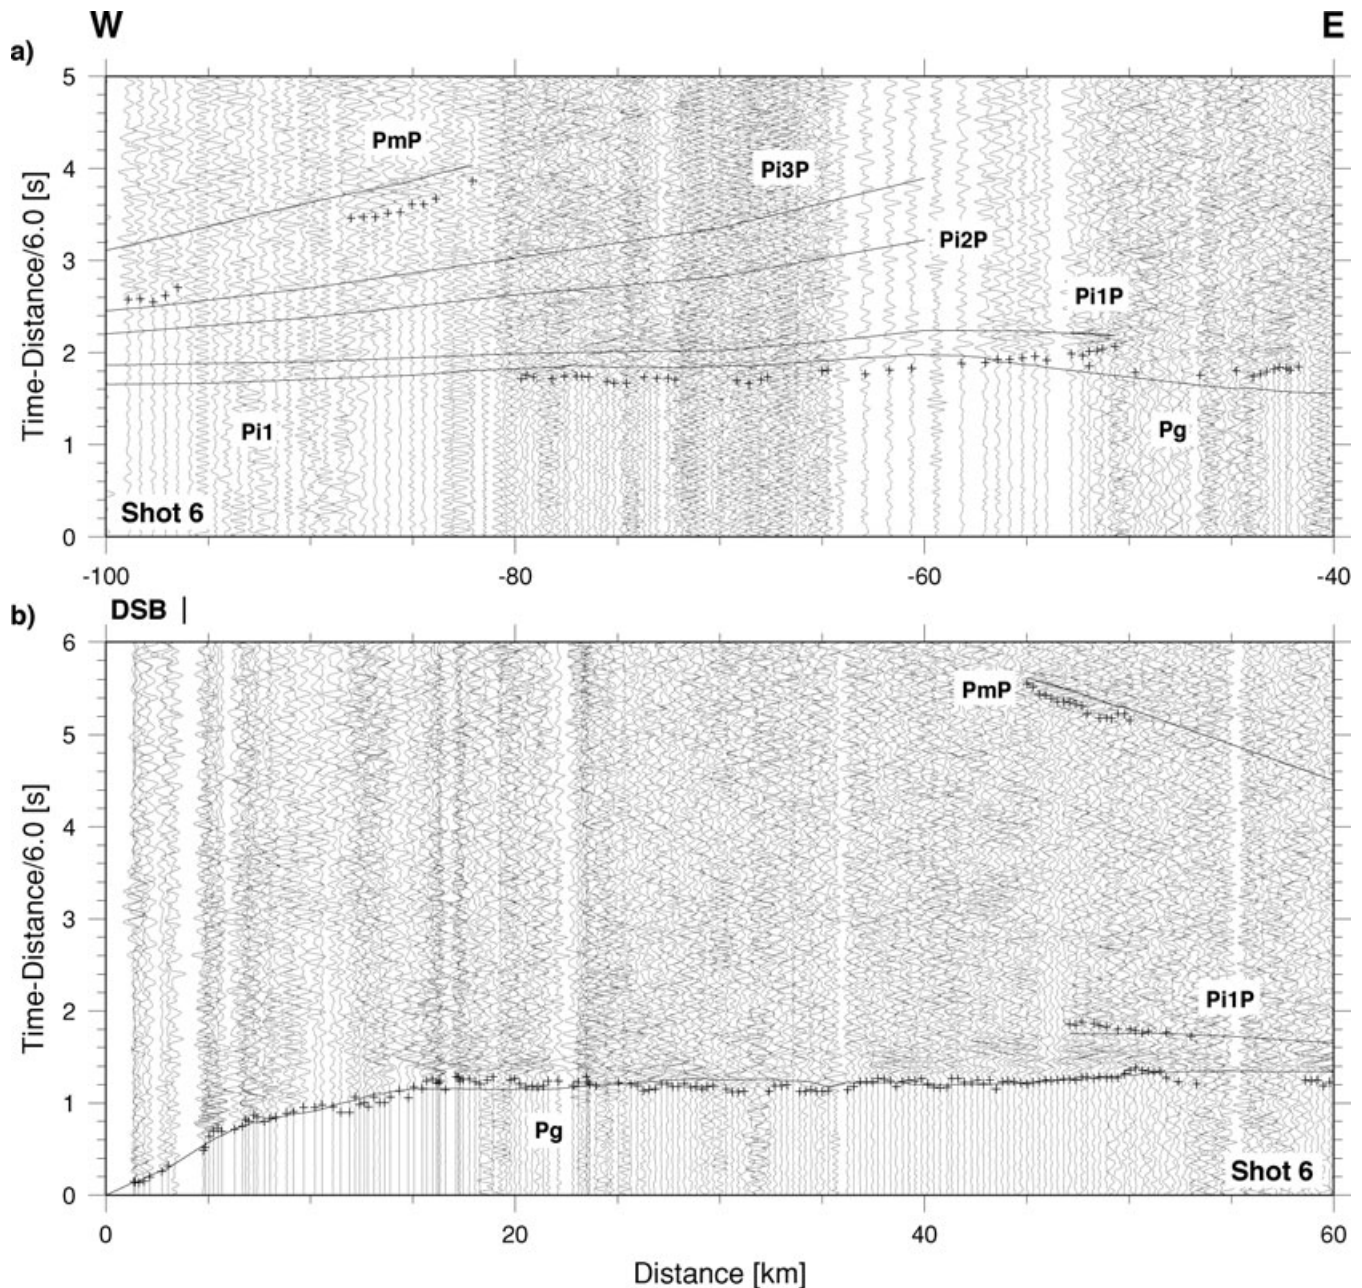 W E
a)
5
4
3
2
1
0
Time-Distance/6.0 [s]
PmP
Pi3P
Pi2P
Pi1P
Pi1
Pg
Shot 6
-100 -80 -60 -40
b) DSB |
6
5
4
3
2
1
0
Time-Distance/6.0 [s]
PmP
Pi1P
Pg
Shot 6
0 20 40 60
Distance [km]